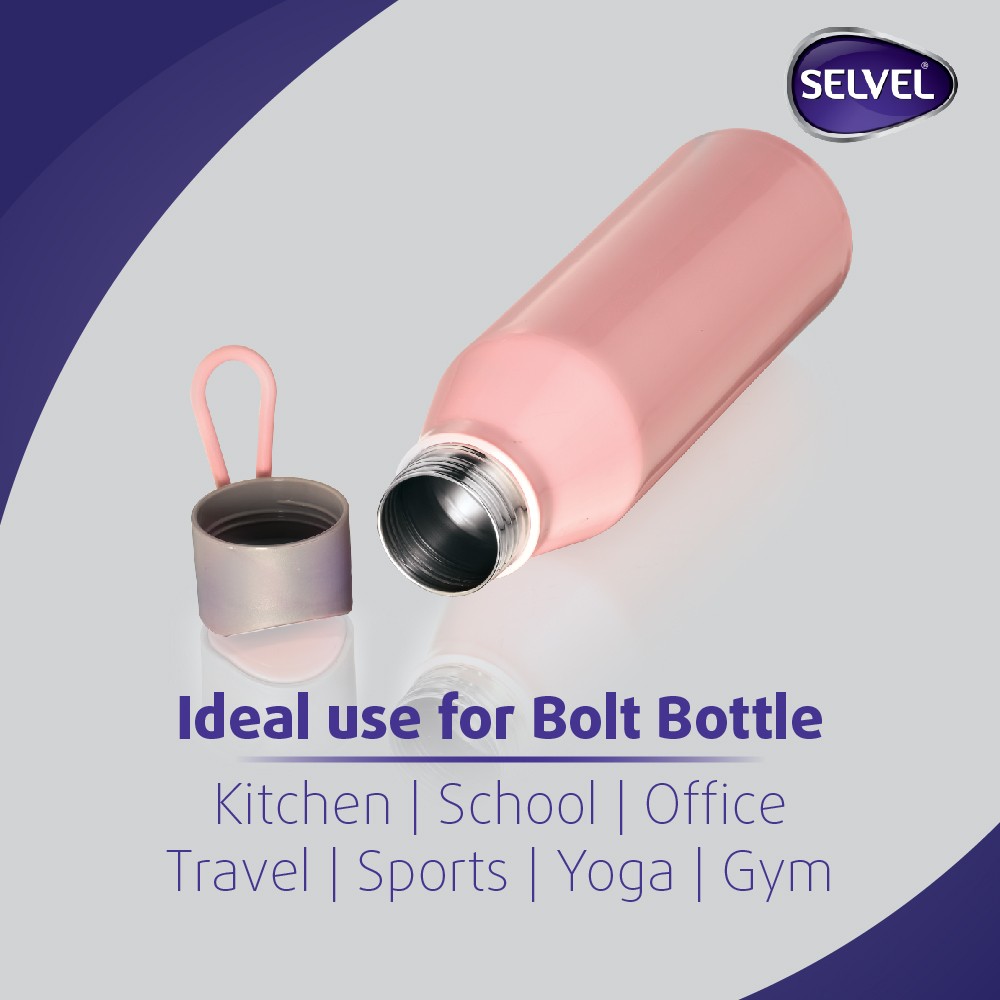 SELVEL®
Ideal use for Bolt Bottle
Kitchen | School | Office
Travel | Sports | Yoga | Gym